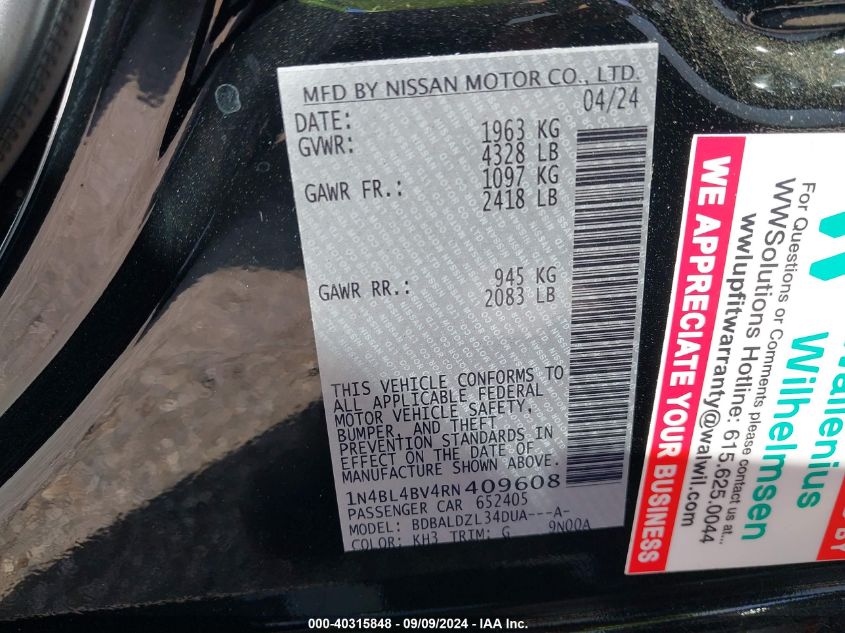 MFD BY NISSAN MOTOR CO., LTD.
DATE: 04/24
GVWR: 1963 KG
4328 LB
GAWR FR.: 1097 KG
2418 LB
GAWR RR.: 945 KG
2083 LB
THIS VEHICLE CONFORMS TO
ALL APPLICABLE FEDERAL
MOTOR VEHICLE SAFETY,
BUMPER, AND THEFT
PREVENTION STANDARDS IN
EFFECT ON THE DATE OF
MANUFACTURE SHOWN ABOVE.
1N4BL4BV4RN409608
PASSENGER CAR 652405
MODEL: BDBALDZL34DUA---A-
COLOR: KH3 TRIM: G 9N00A
WE APPRECIATE YOUR BUSINESS
wwlupfitwarranty@walwil.com
WWSolutions Hotline: 615.625.0044
For Questions or Comments please contact us at...
Wallenius
Wilhelmsen
000-40315848 - 09/09/2024 - IAA Inc.